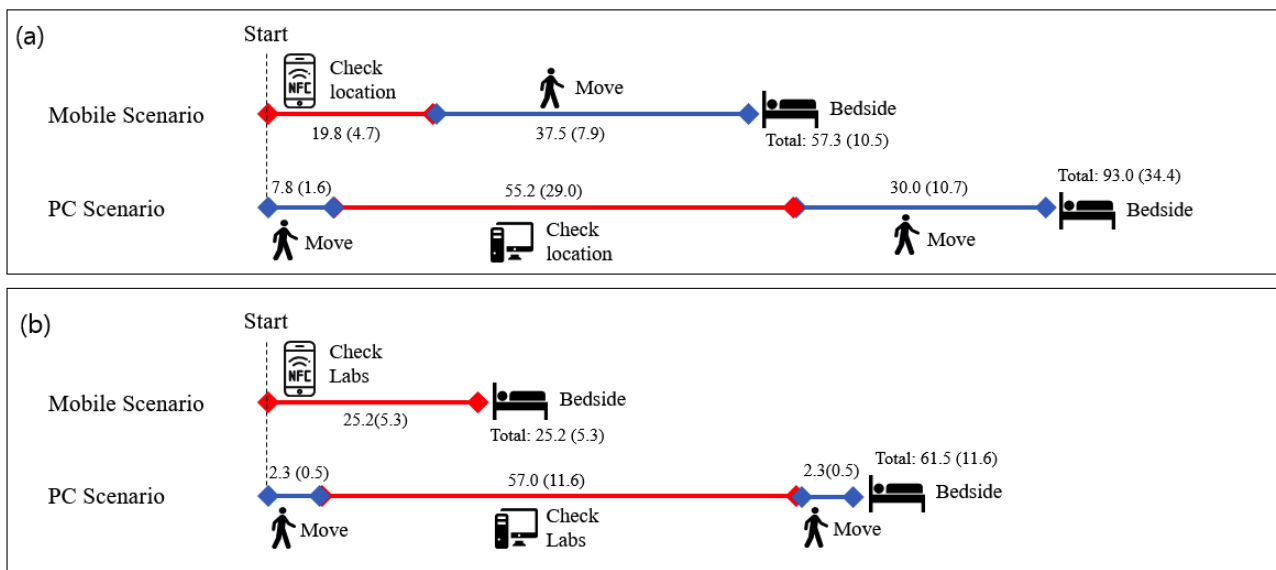 (a)
Start
NFC
Check
location
Move
Mobile Scenario
Bedside
19.8 (4.7)
37.5 (7.9)
Total: 57.3 (10.5)
7.8 (1.6)
55.2 (29.0)
30.0 (10.7)
Total: 93.0 (34.4)
PC Scenario
Bedside
Move
Check
location
Move
(b)
Start
NFC
Check
Labs
Mobile Scenario
Bedside
25.2(5.3)
Total: 25.2 (5.3)
2.3 (0.5)
57.0 (11.6)
2.3(0.5)
Total: 61.5 (11.6)
PC Scenario
Bedside
Move
Check
Labs
Move